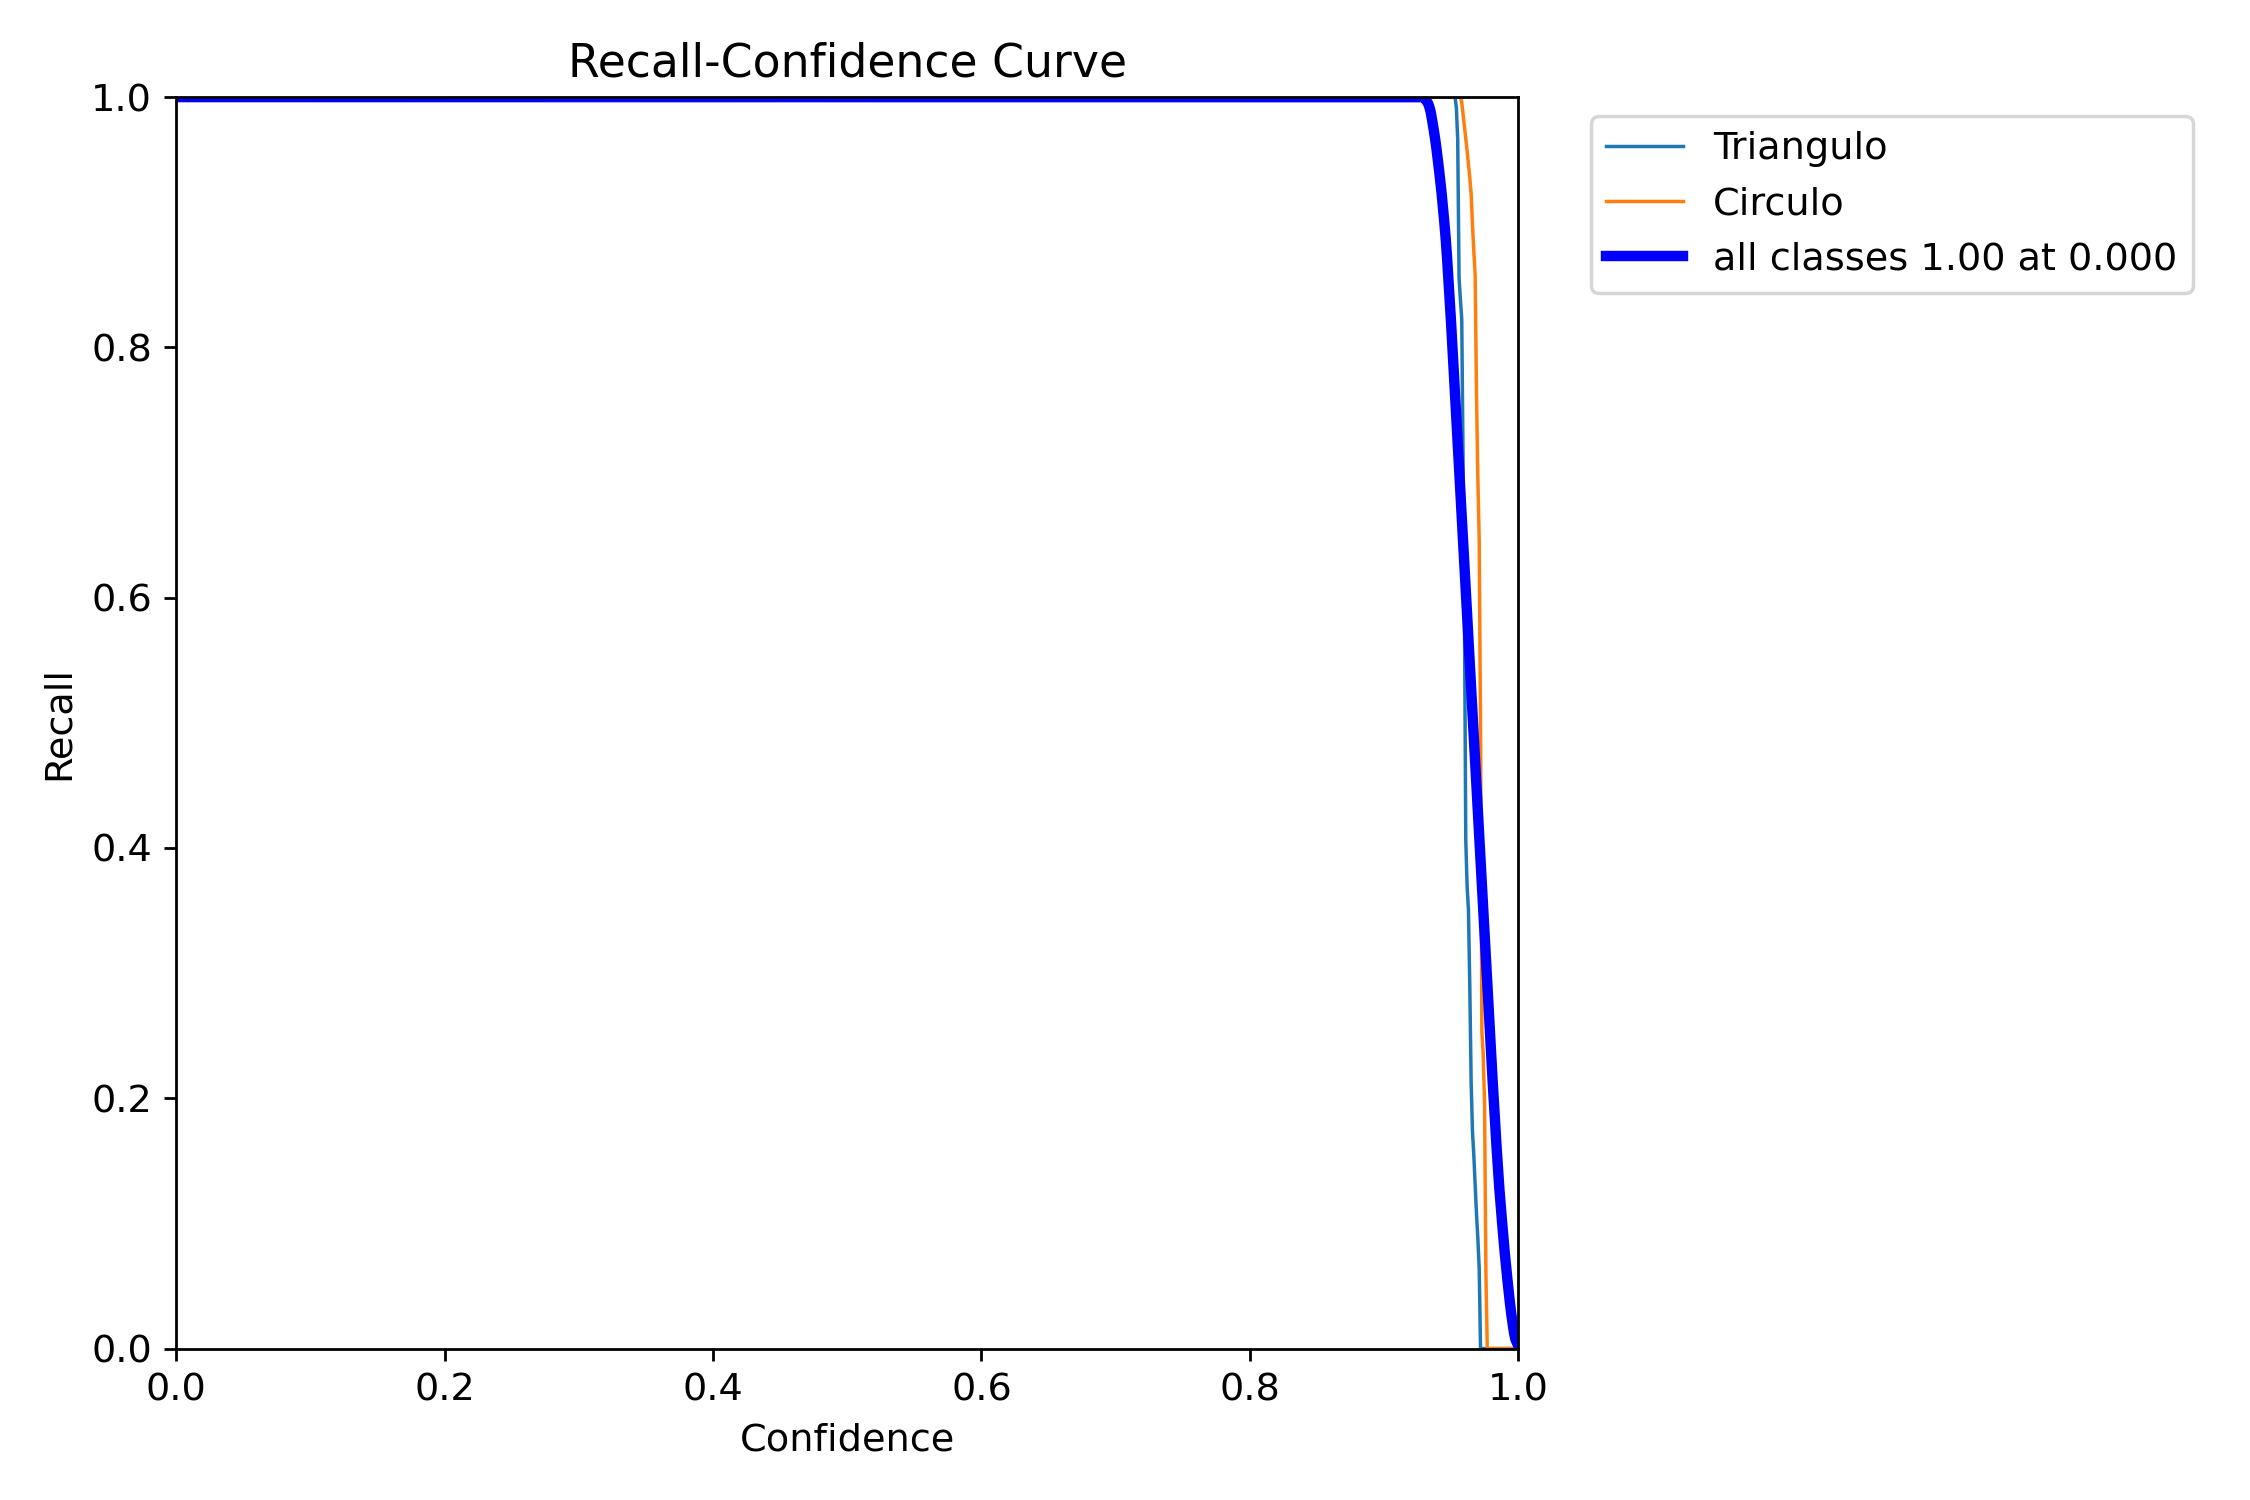 Recall-Confidence Curve
1.0
0.8
0.6
0.4
0.2
0.0
Recall
0.0 0.2 0.4 0.6 0.8 1.0
Confidence
Triangulo
Circulo
all classes 1.00 at 0.000